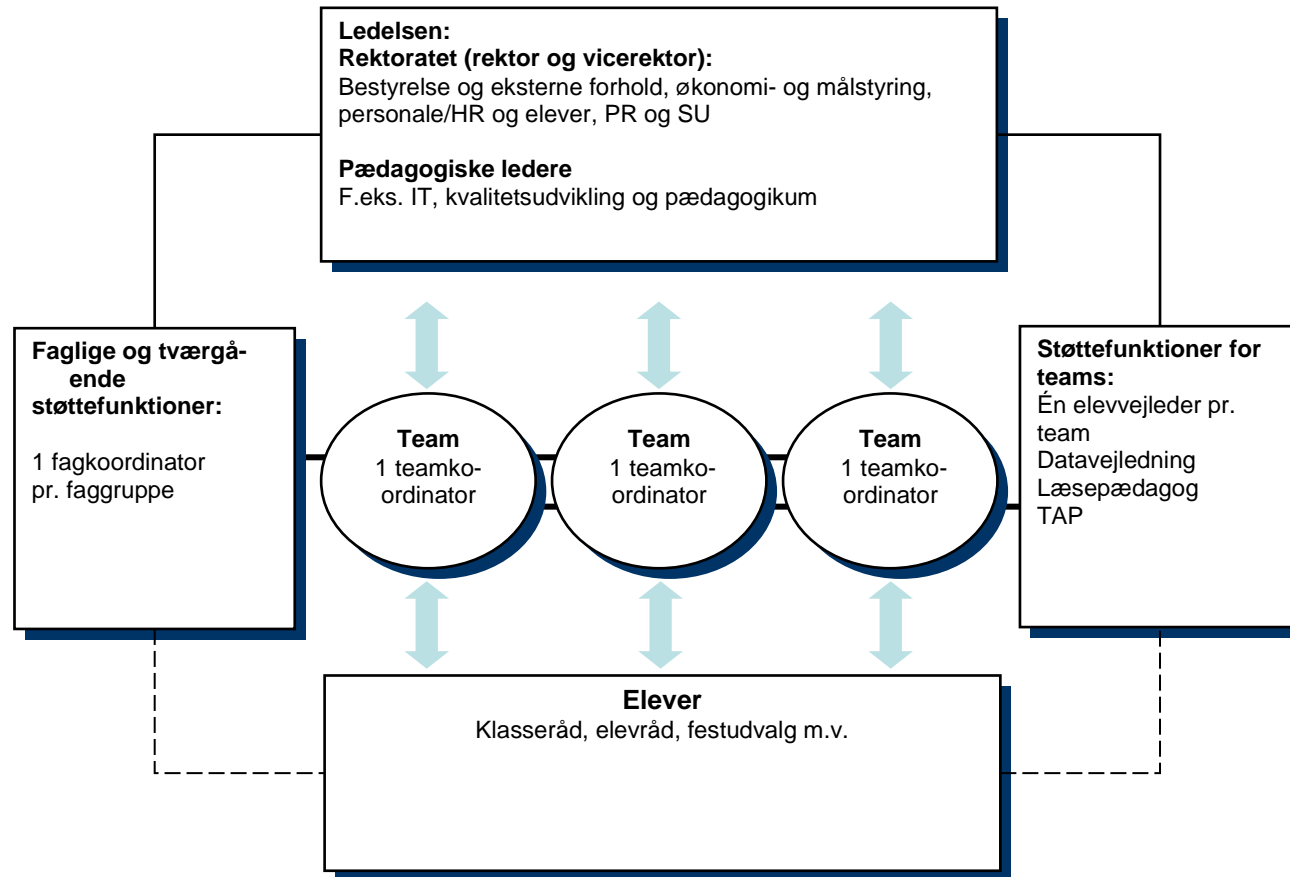 Ledelsen:
Rektoratet (rektor og vicerektor):
Bestyrelse og eksterne forhold, økonomi- og målstyring,
personale/HR og elever, PR og SU
Pædagogiske ledere
F.eks. IT, kvalitetsudvikling og pædagogikum
Faglige og tværgå-
ende
støttefunktioner:
1 fagkoordinator
pr. faggruppe
Team
1 teamko-
ordinator
Team
1 teamko-
ordinator
Team
1 teamko-
ordinator
Støttefunktioner for
teams:
Én elevvejleder pr.
team
Datavejledning
Læsepædagog
TAP
Elever
Klasseråd, elevråd, festudvalg m.v.